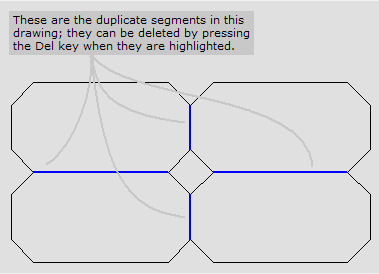 These are the duplicate segments in this
drawing; they can be deleted by pressing
the Del key when they are highlighted.